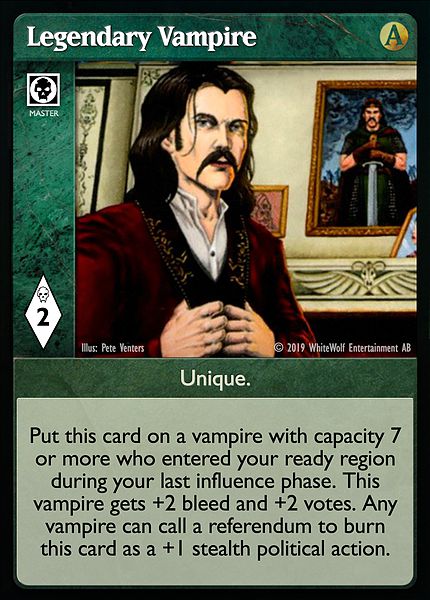 Legendary Vampire
A
MASTER
2
Illus: Pete Venters
© 2019 WhiteWolf Entertainment AB
Unique.
Put this card on a vampire with capacity 7
or more who entered your ready region
during your last influence phase. This
vampire gets +2 bleed and +2 votes. Any
vampire can call a referendum to burn
this card as a +1 stealth political action.